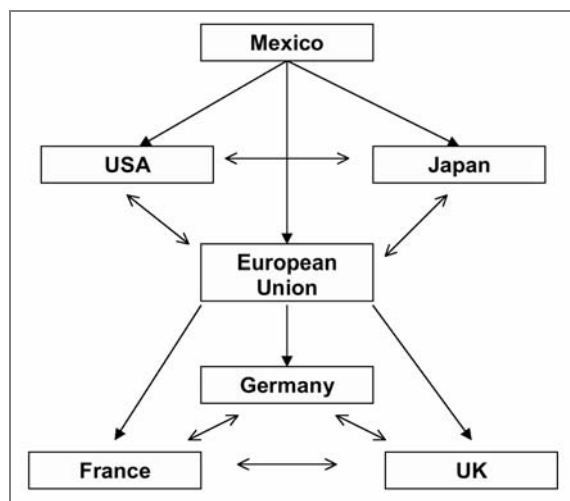 Mexico
USA
Japan
European
Union
Germany
France
UK